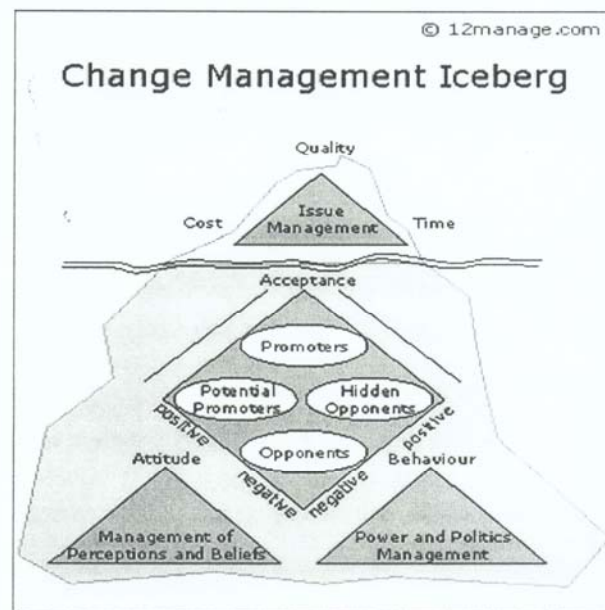 © 12manage.com
Change Management Iceberg
Quality
Cost
Issue
Management
Time
Acceptance
Promoters
Potential
Promoters
Hidden
Opponents
positive
positive
Opponents
Attitude
Behaviour
negative
negative
Management of
Perceptions and Beliefs
Power and Politics
Management